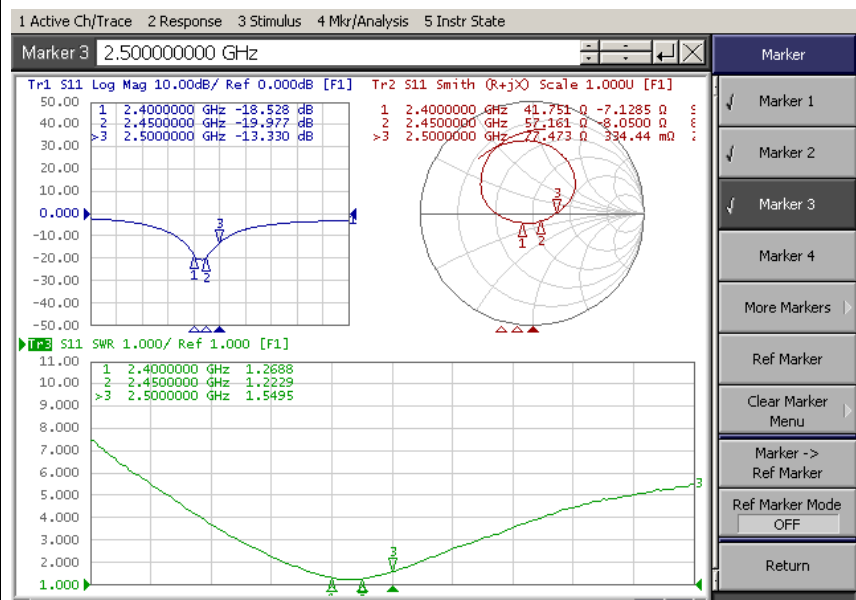 1 Active Ch/Trace 2 Response 3 Stimulus 4 Mkr/Analysis 5 Instr State
Marker 3 2.500000000 GHz
Tr1 S11 Log Mag 10.00dB/ Ref 0.000dB [F1]
50.00
40.00
30.00
20.00
10.00
0.000
-10.00
-20.00
-30.00
-40.00
-50.00
1 2.4000000 GHz -18.528 dB
2 2.4500000 GHz -19.977 dB
>3 2.5000000 GHz -13.330 dB
3
1 2
1
Tr2 S11 Smith (R+jX) Scale 1.000U [F1]
1 2.4000000 GHz 41.751 Ω -7.1285 Ω
2 2.4500000 GHz 57.161 Ω -8.0500 Ω
>3 2.5000000 GHz 77.473 Ω 334.44 mΩ
3
1 2
Tr3 S11 SWR 1.000/ Ref 1.000 [F1]
11.00
10.00
9.000
8.000
7.000
6.000
5.000
4.000
3.000
2.000
1.000
1 2.4000000 GHz 1.2688
2 2.4500000 GHz 1.2229
>3 2.5000000 GHz 1.5495
3
3
Marker
Marker 1
Marker 2
Marker 3
Marker 4
More Markers
Ref Marker
Clear Marker
Menu
Marker ->
Ref Marker
Ref Marker Mode
OFF
Return